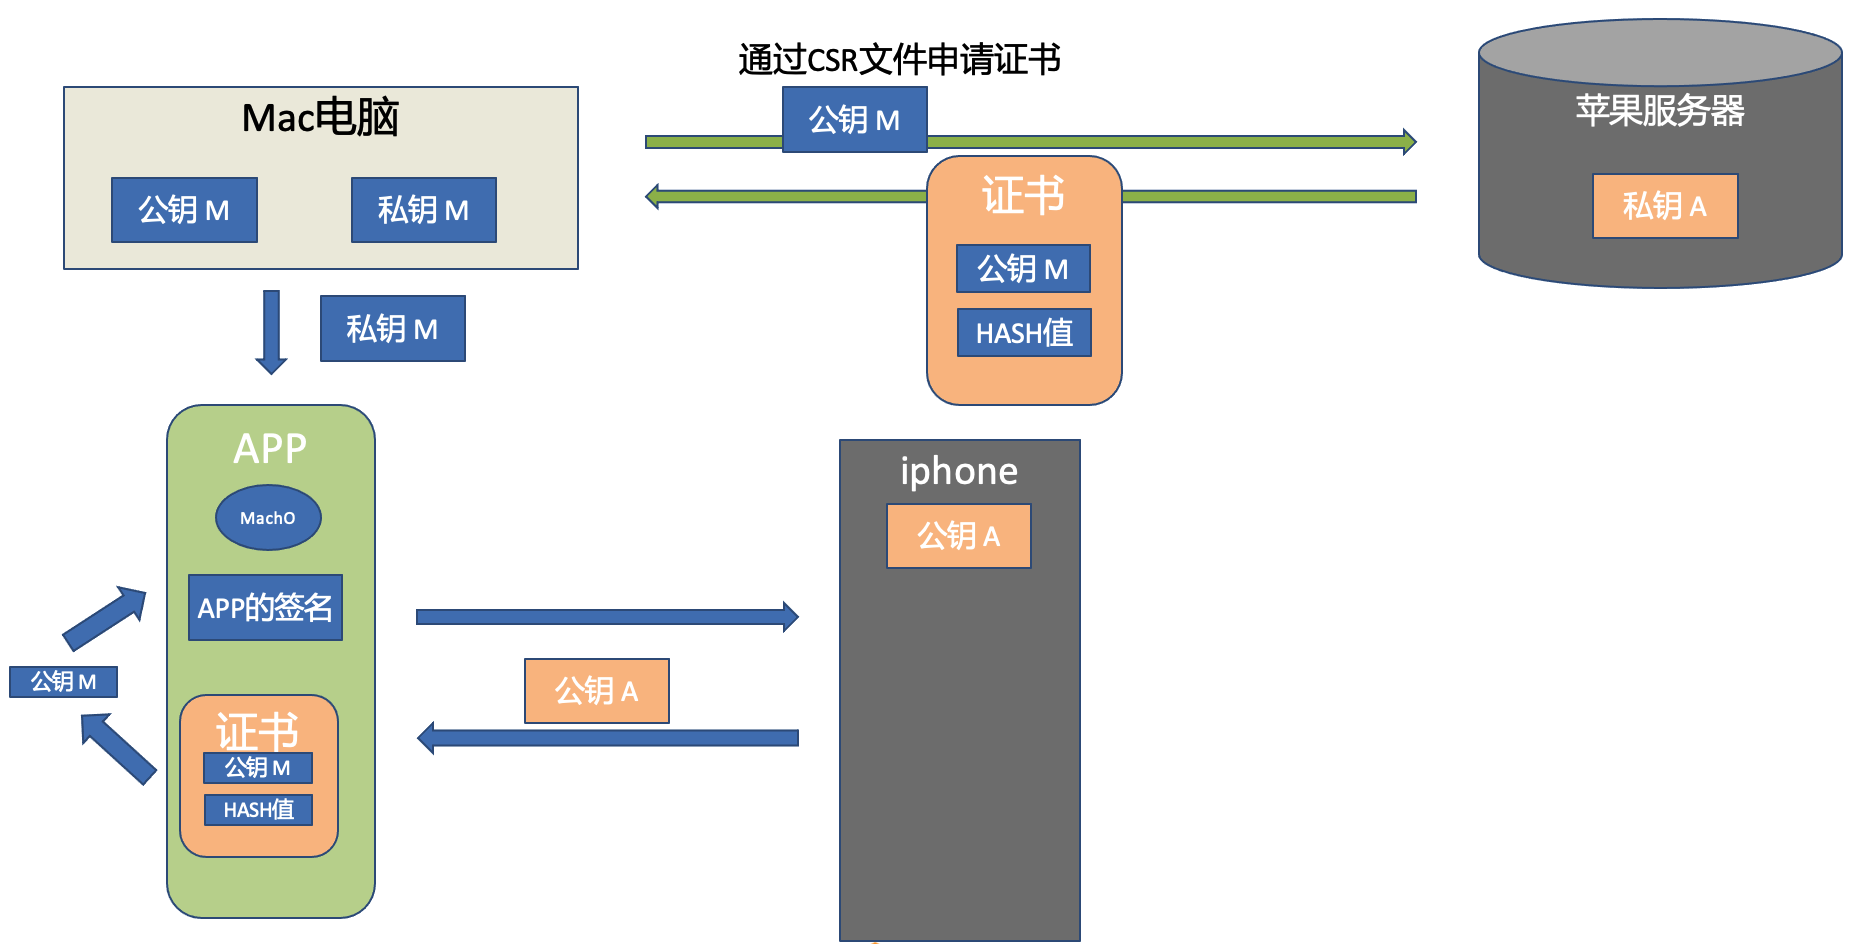 通过CSR文件申请证书
Mac电脑
公钥 M
私钥 M
公钥 M
证书
公钥 M
HASH值
苹果服务器
私钥 A
私钥 M
APP
MachO
APP的签名
公钥 M
证书
公钥 M
HASH值
公钥 A
iphone
公钥 A